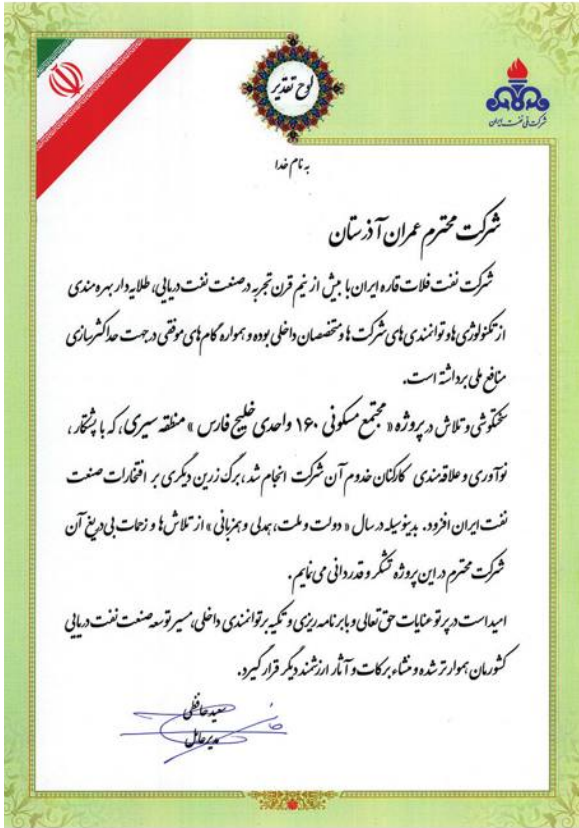 لوح تقدیر
شرکت ملی نفت ایران
به نام خدا
شرکت محترم عمران آذرستان
شرکت نفت فلات قاره ایران با بیش از نیم قرن تجربه در صنعت نفت دریایی، طلایه دار بهره مندی
از تکنولوژی ها و توانمندی های شرکت ها و متخصصان داخلی بوده و همواره گام های موفقی در جهت حداکثرسازی
منافع ملی برداشته است.
سختکوشی و تلاش در پروژه « مجتمع مسکونی ۱۶۰ واحدی خلیج فارس » منطقه سیری، که با پشتکار ،
نوآوری و علاقه مندی کارکنان خدوم آن شرکت انجام شد، برگ زرین دیگری بر افتخارات صنعت
نفت ایران افزود. بدینوسیله در سال « دولت و ملت، همدلی و همزبانی » از تلاش ها و زحمات بی دریغ آن
شرکت محترم در این پروژه تشکر و قدردانی می نمایم.
امید است در پرتو عنایات حق تعالی و با برنامه ریزی و تکیه بر توانمندی داخلی، مسیر توسعه صنعت نفت دریایی
کشورمان هموارتر شده و منشاء برکات و آثار ارزشمند دیگر قرار گیرد.
سعید حافظی
مدیرعامل